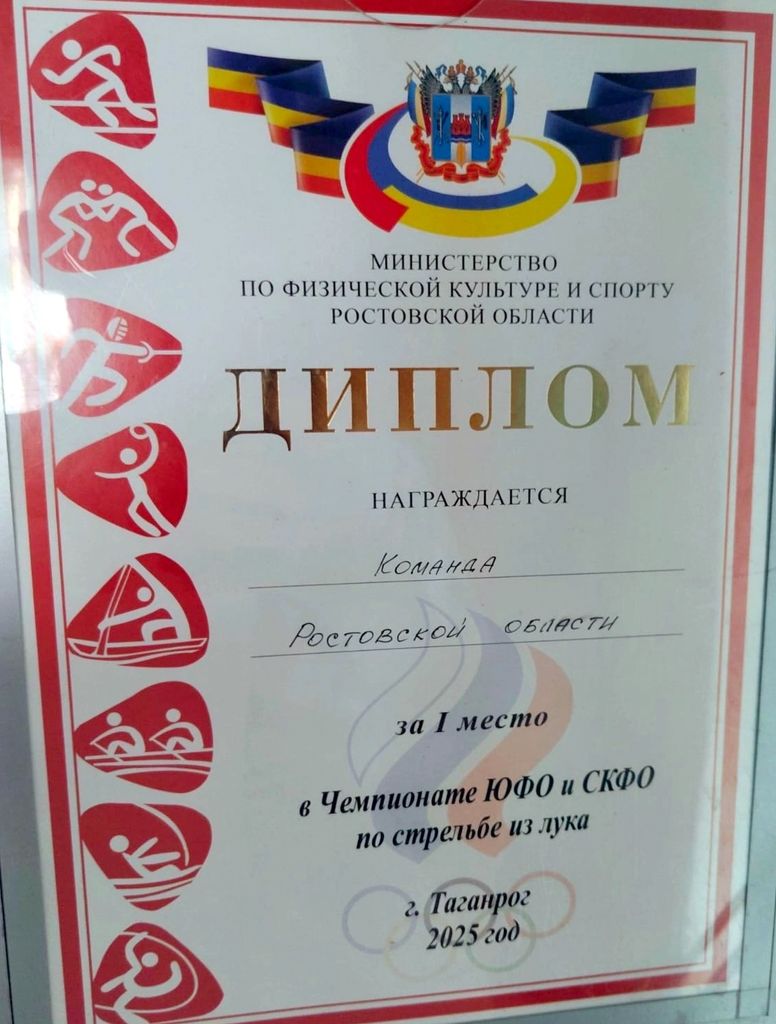 МИНИСТЕРСТВО
ПО ФИЗИЧЕСКОЙ КУЛЬТУРЕ И СПОРТУ
РОСТОВСКОЙ ОБЛАСТИ
ДИПЛОМ
НАГРАЖДАЕТСЯ
КОМАНДА
РОСТОВСКОЙ ОБЛАСТИ
за I место
в Чемпионате ЮФО и СКФО
по стрельбе из лука
г. Таганрог
2025 год